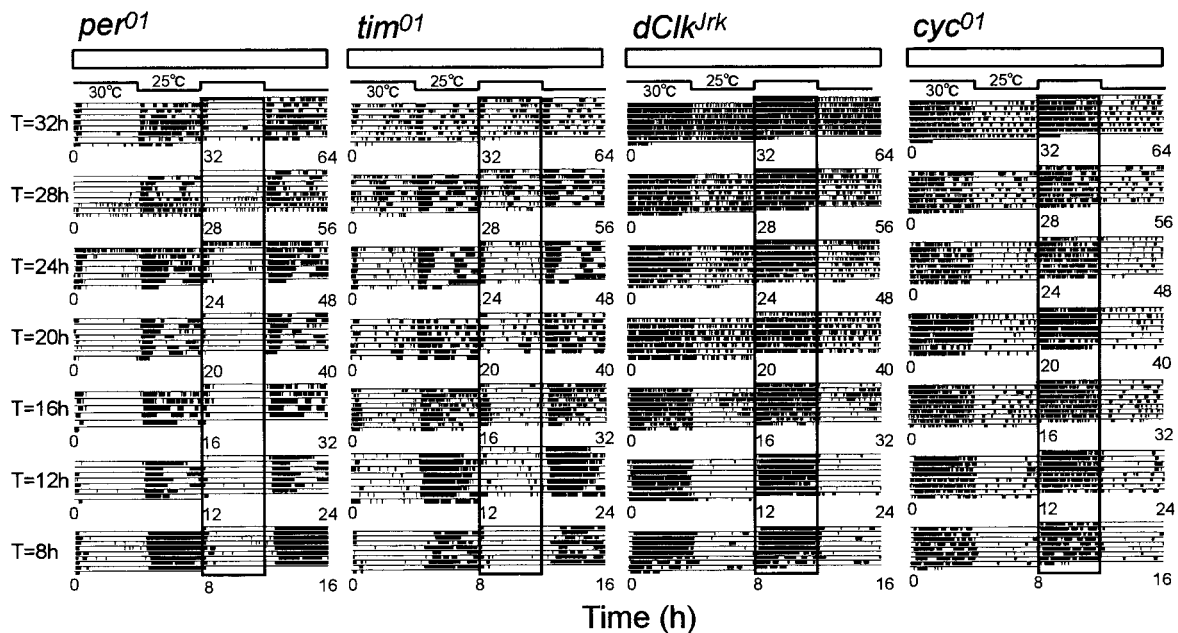 per01 tim01 dClkJrk cyc01
25℃ 25℃ 25℃ 25℃
30℃ 30℃ 30℃ 30℃
T=32h
0 32 64 0 32 64 0 32 64 0 32 64
T=28h
0 28 56 0 28 56 0 28 56 0 28 56
T=24h
0 24 48 0 24 48 0 24 48 0 24 48
T=20h
0 20 40 0 20 40 0 20 40 0 20 40
T=16h
0 16 32 0 16 32 0 16 32 0 16 32
T=12h
0 12 24 0 12 24 0 12 24 0 12 24
T=8h
0 8 16 0 8 16 0 8 16 0 8 16
Time (h)